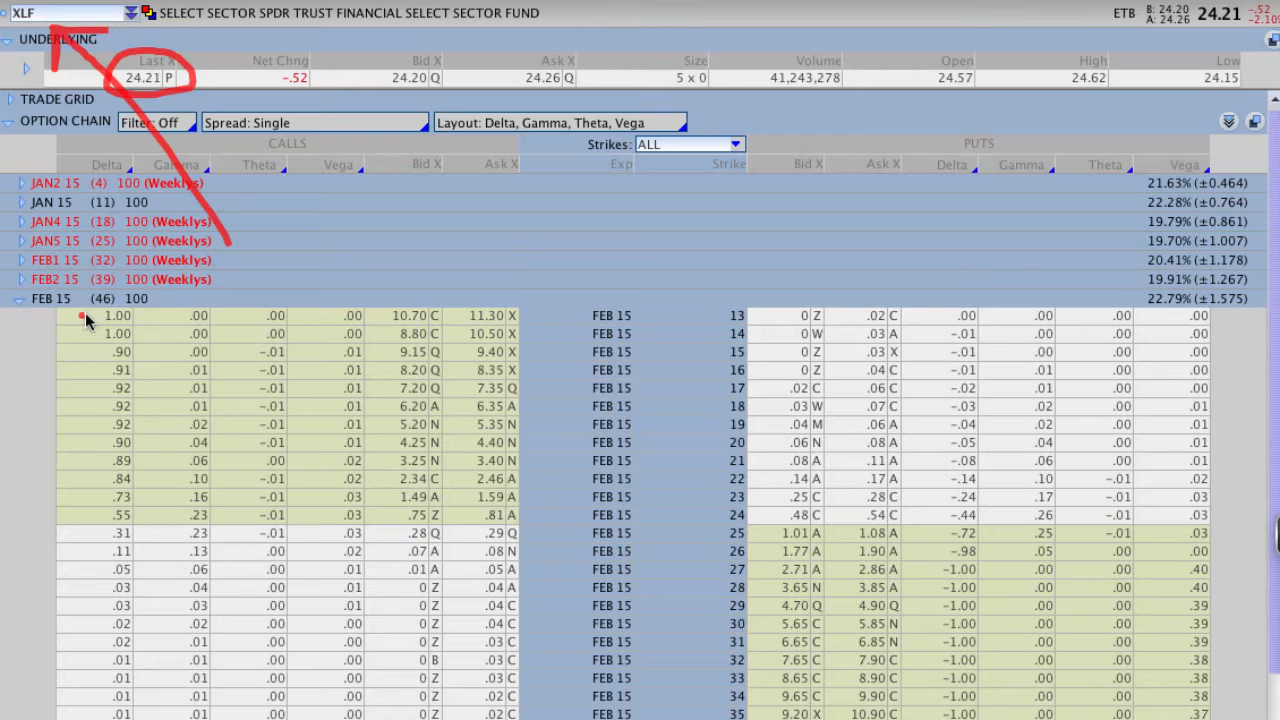 XLF SELECT SECTOR SPDR TRUST FINANCIAL SELECT SECTOR FUND ETB B: 24.20 A: 24.26 24.21 -.52 -2.10%
UNDERLYING
Last X Net Chng Bid X Ask X Size Volume Open High Low
24.21 P -.52 24.20 Q 24.26 Q 5 x 0 41,243,278 24.57 24.62 24.15
TRADE GRID
OPTION CHAIN Filter: Off Spread: Single Layout: Delta, Gamma, Theta, Vega
CALLS Strikes: ALL PUTS
Delta Gamma Theta Vega Bid X Ask X Exp Strike Bid X Ask X Delta Gamma Theta Vega
JAN2 15 (4) 100 (Weeklys) 21.63% (±0.464)
JAN 15 (11) 100 22.28% (±0.764)
JAN4 15 (18) 100 (Weeklys) 19.79% (±0.861)
JAN5 15 (25) 100 (Weeklys) 19.70% (±1.007)
FEB1 15 (32) 100 (Weeklys) 20.41% (±1.178)
FEB2 15 (39) 100 (Weeklys) 19.91% (±1.267)
FEB 15 (46) 100 22.79% (±1.575)
1.00 .00 .00 .00 10.70 C 11.30 X FEB 15 13 0 Z .02 C .00 .00 .00 .00
1.00 .00 .00 .00 8.80 C 10.50 X FEB 15 14 0 W .03 A -.01 .00 .00 .00
.90 .00 -.01 .01 9.15 Q 9.40 X FEB 15 15 0 Z .03 X -.01 .00 .00 .00
.91 .01 -.01 .01 8.20 Q 8.35 X FEB 15 16 0 Z .04 C -.01 .01 .00 .00
.92 .01 -.01 .01 7.20 Q 7.35 Q FEB 15 17 .02 C .06 C -.02 .01 .00 .00
.92 .01 -.01 .01 6.20 A 6.35 A FEB 15 18 .03 W .07 C -.03 .02 .00 .01
.92 .02 -.01 .01 5.20 N 5.35 N FEB 15 19 .04 M .06 A -.04 .02 .00 .01
.90 .04 -.01 .01 4.25 N 4.40 N FEB 15 20 .06 N .08 A -.05 .04 .00 .01
.89 .06 -.01 .02 3.25 N 3.40 N FEB 15 21 .08 A .11 A -.08 .06 .00 .01
.84 .10 -.01 .02 2.34 C 2.46 A FEB 15 22 .14 A .17 A -.14 .10 -.01 .02
.73 .16 -.01 .03 1.49 A 1.59 A FEB 15 23 .25 C .28 C -.24 .17 -.01 .03
.55 .23 -.01 .03 .75 Z .81 A FEB 15 24 .48 C .54 C -.44 .26 -.01 .03
.31 .23 -.01 .03 .28 Q .29 Q FEB 15 25 1.01 A 1.08 A -.72 .25 -.01 .03
.11 .13 .00 .02 .07 A .08 N FEB 15 26 1.77 A 1.90 A -.98 .05 .00 .00
.05 .06 .00 .01 .01 A .05 A FEB 15 27 2.71 A 2.86 A -1.00 .00 .00 .40
.03 .04 .00 .01 0 Z .04 A FEB 15 28 3.65 N 3.85 A -1.00 .00 .00 .40
.03 .03 .00 .01 0 Z .04 C FEB 15 29 4.70 Q 4.90 Q -1.00 .00 .00 .39
.02 .02 .00 .00 0 Z .04 C FEB 15 30 5.65 C 5.85 N -1.00 .00 .00 .39
.02 .01 .00 .00 0 Z .04 C FEB 15 31 6.65 C 6.85 N -1.00 .00 .00 .39
.01 .01 .00 .00 0 B .03 C FEB 15 32 7.65 C 7.90 C -1.00 .00 .00 .38
.01 .01 .00 .00 0 Z .03 C FEB 15 33 8.65 C 8.90 C -1.00 .00 .00 .38
.01 .01 .00 .00 0 Z .02 C FEB 15 34 9.65 C 9.90 C -1.00 .00 .00 .38
.01 .01 .00 .00 0 Z .02 C FEB 15 35 9.20 X 10.90 C -1.00 .00 .00 .37